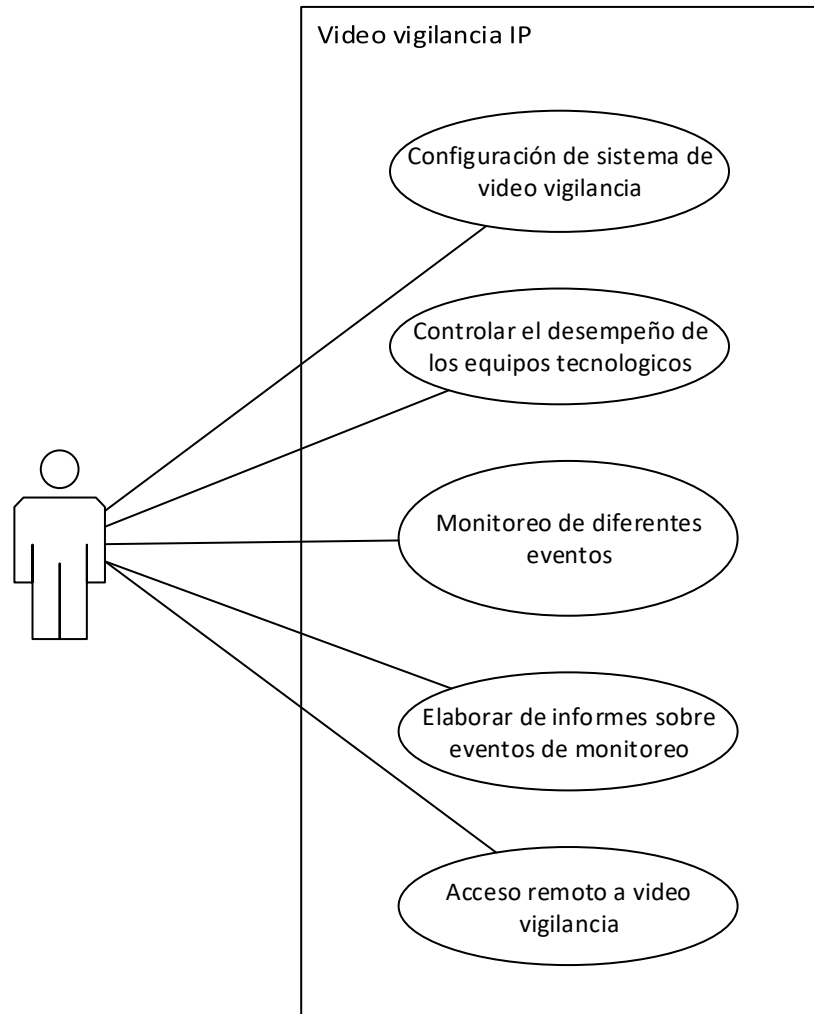 Video vigilancia IP
Configuración de sistema de
video vigilancia
Controlar el desempeño de
los equipos tecnologicos
Monitoreo de diferentes
eventos
Elaborar de informes sobre
eventos de monitoreo
Acceso remoto a video
vigilancia